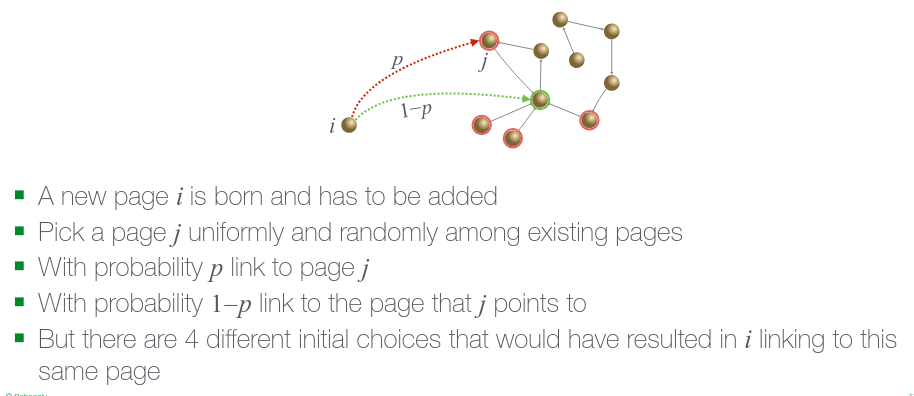 p
j
1−p
i
A new page i is born and has to be added
Pick a page j uniformly and randomly among existing pages
With probability p link to page j
With probability 1−p link to the page that j points to
But there are 4 different initial choices that would have resulted in i linking to this
same page